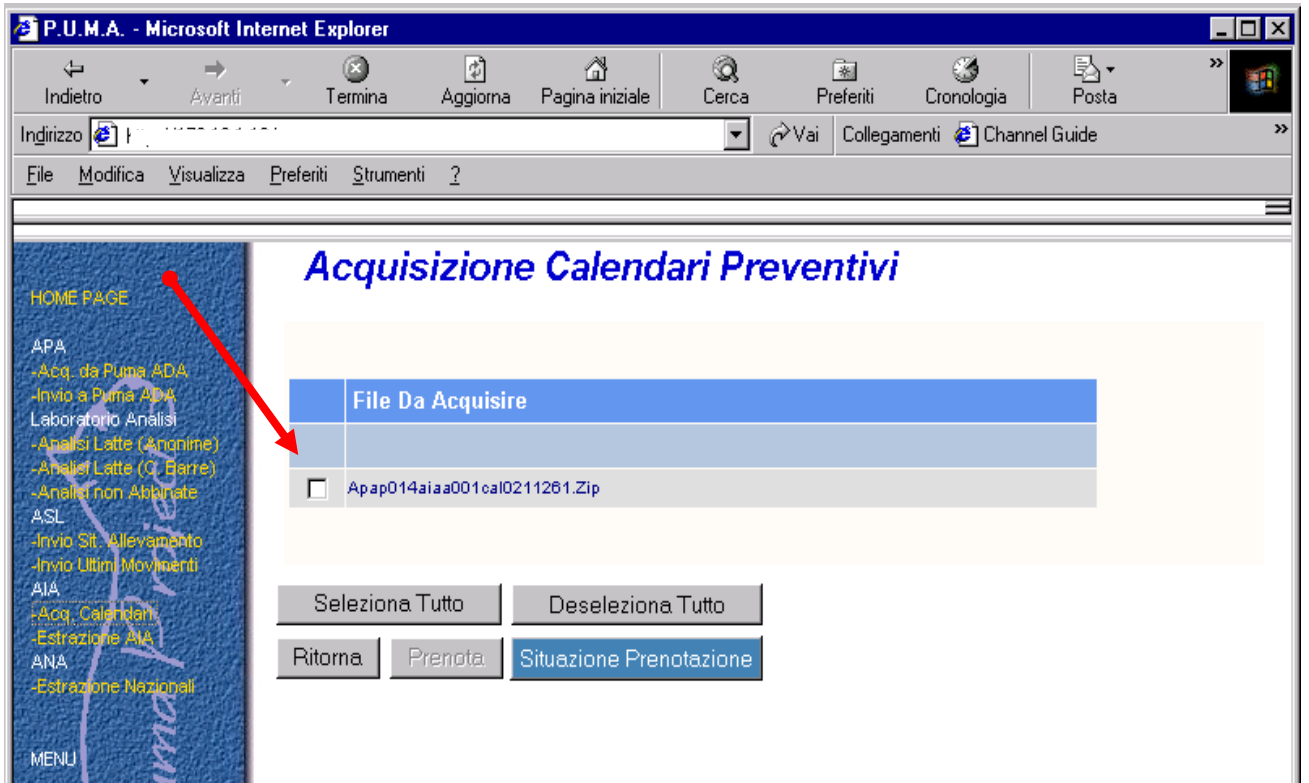 P.U.M.A. - Microsoft Internet Explorer
Indietro Avanti Termina Aggiorna Pagina iniziale Cerca Preferiti Cronologia Posta »
Indirizzo Vai Collegamenti Channel Guide »
File Modifica Visualizza Preferiti Strumenti ?
Acquisizione Calendari Preventivi
HOME PAGE
APA
-Acq. da Puma ADA
-Invio a Puma ADA
Laboratorio Analisi
-Analisi Latte (Anonime)
-Analisi Latte (C. Barre)
-Analisi non Abbinate
ASL
-Invio Sit. Allevamento
-Invio Ultimi Movimenti
AIA
-Acq. Calendari
-Estrazione AIA
ANA
-Estrazione Nazionali
MENU
File Da Acquisire
Apap014aiaa001cal0211261.Zip
Seleziona Tutto Deseleziona Tutto
Ritorna Prenota Situazione Prenotazione